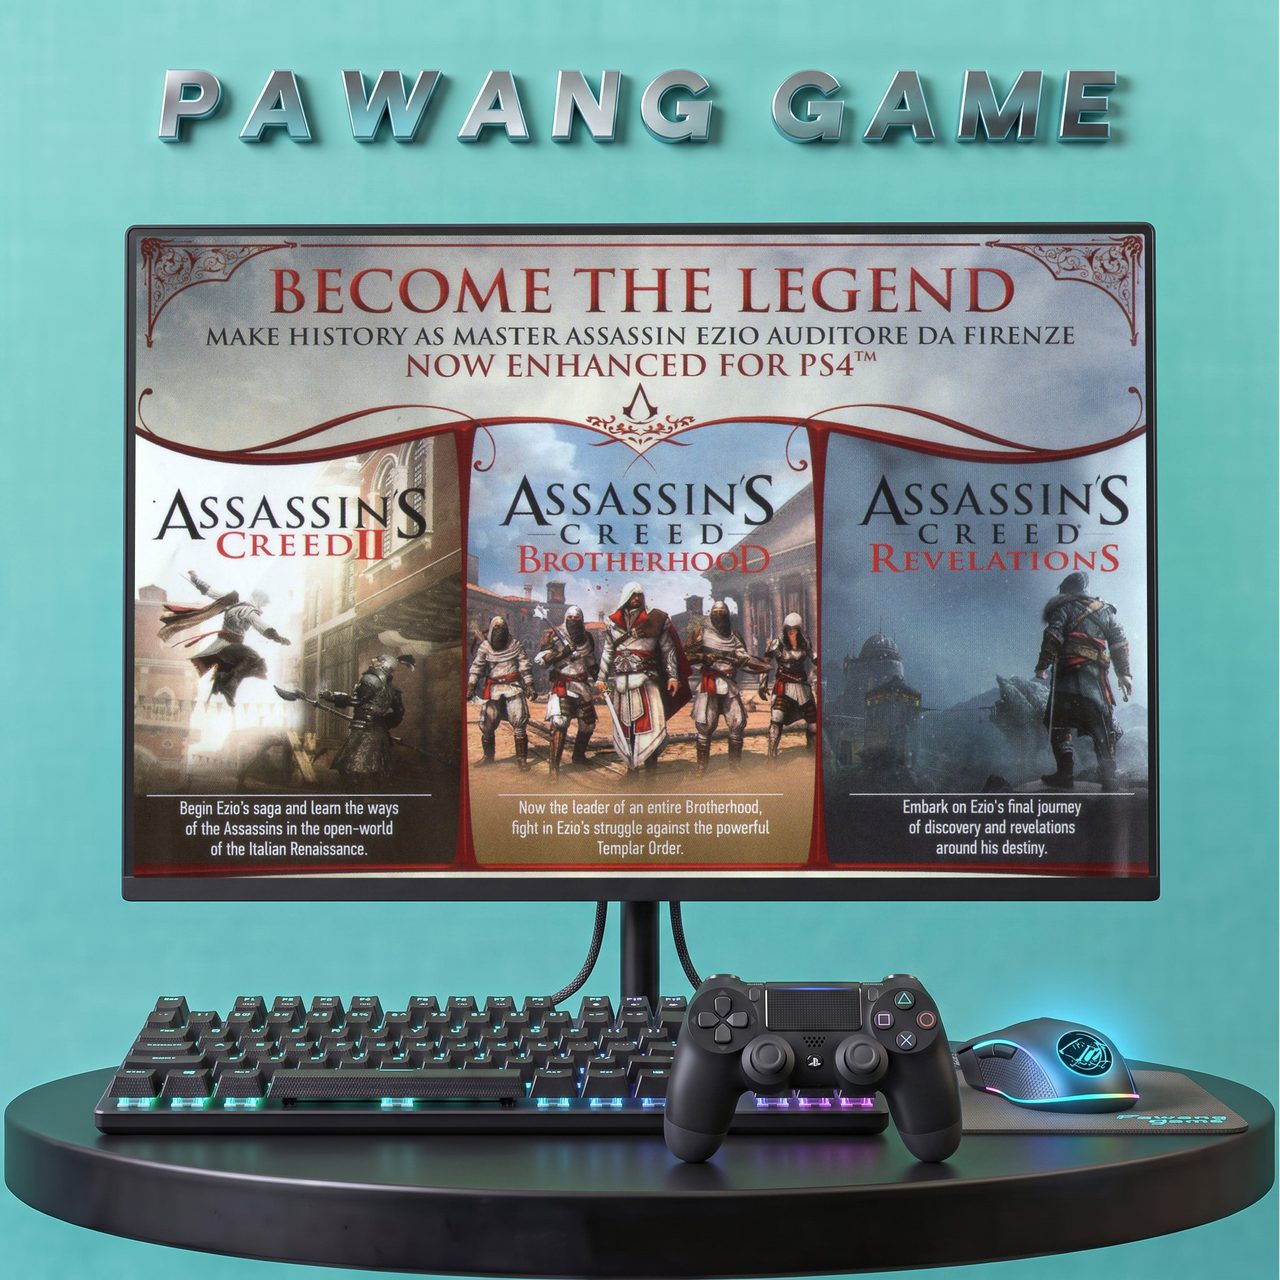 PAWANG GAME
BECOME THE LEGEND
MAKE HISTORY AS MASTER ASSASSIN EZIO AUDITORE DA FIRENZE
NOW ENHANCED FOR PS4™
ASSASSIN'S
CREED II
Begin Ezio's saga and learn the ways
of the Assassins in the open-world
of the Italian Renaissance.
ASSASSIN'S
CREED
BROTHERHOOD
Now the leader of an entire Brotherhood,
fight in Ezio's struggle against the powerful
Templar Order.
ASSASSIN'S
CREED
REVELATIONS
Embark on Ezio's final journey
of discovery and revelations
around his destiny.
Pawang
game